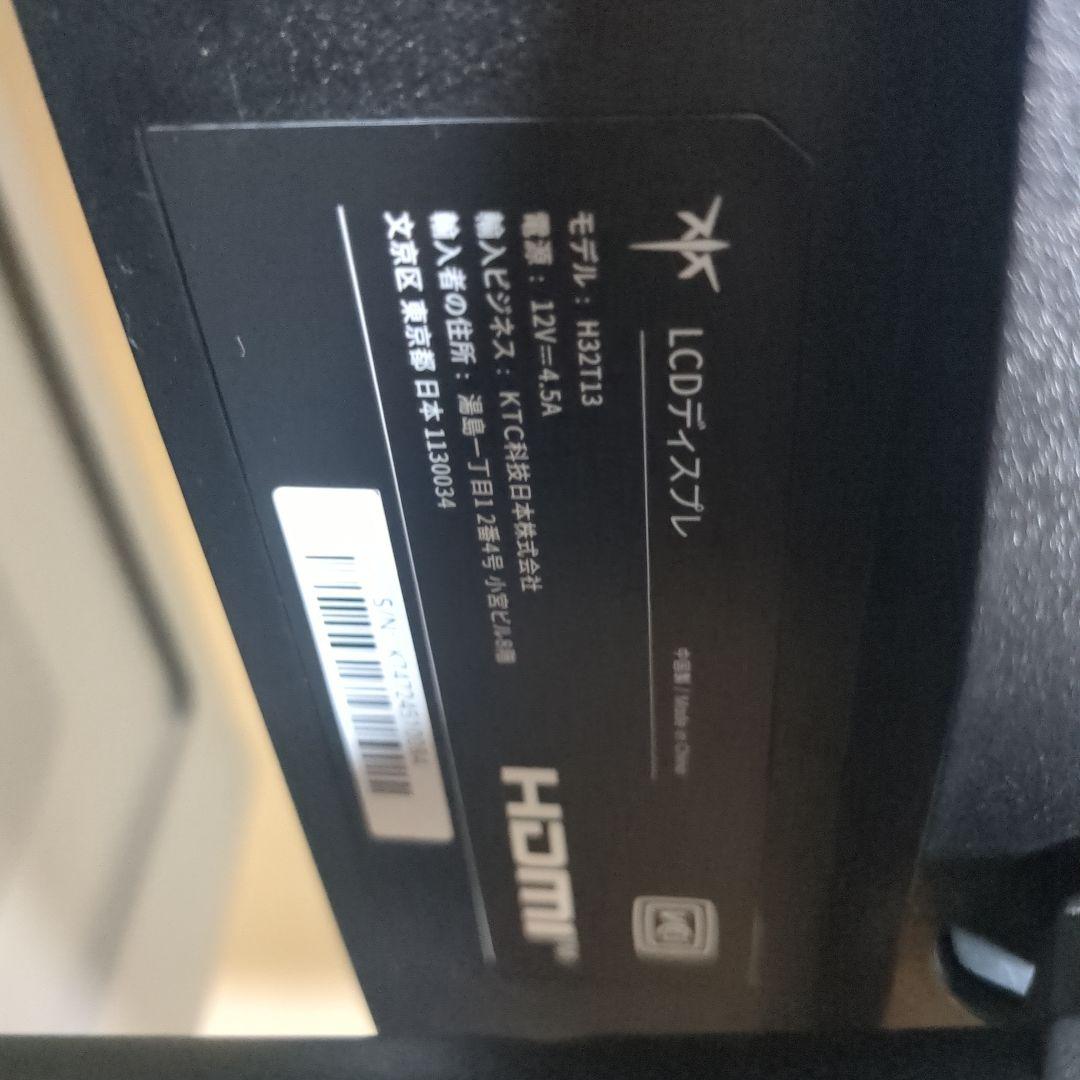 LCDディスプレ
中国製 / Made in China
モデル： H32T13
電源： 12V⎓4.5A
輸入ビジネス： KTC科技日本株式会社
輸入者の住所： 湯島一丁目1 2番4号 小宮ビル8層
文京区 東京都 日本 1130034
HDMI
S/N: